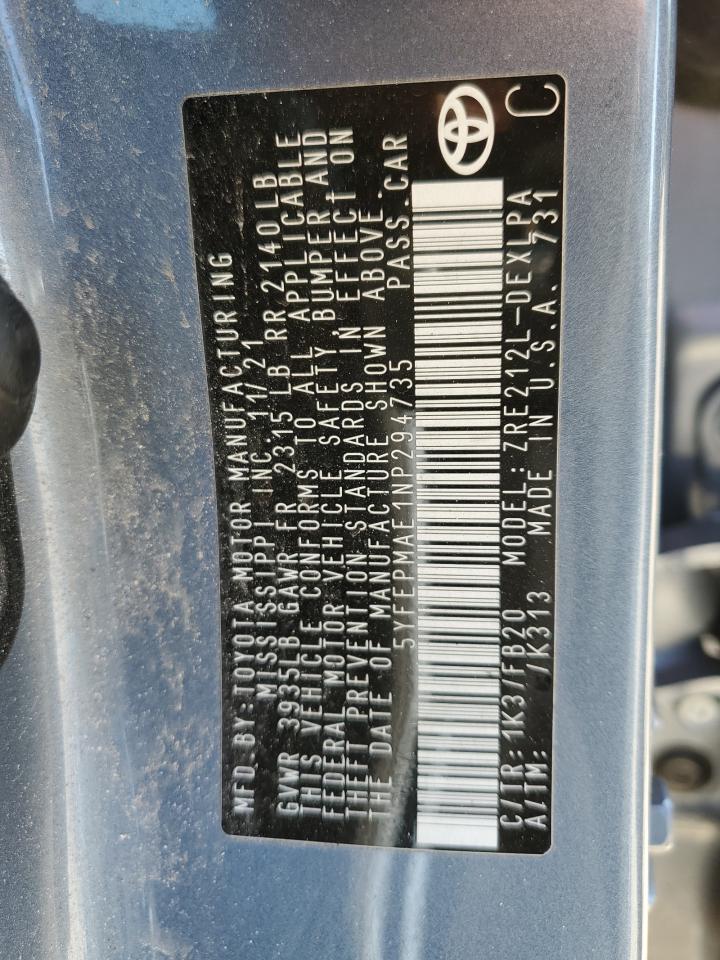 MFD. BY: TOYOTA MOTOR MANUFACTURING
MISSISSIPPI INC 11/21
GVWR 3935LB GAWR FR 2315 LB RR 2140LB
THIS VEHICLE CONFORMS TO ALL APPLICABLE
FEDERAL MOTOR VEHICLE SAFETY, BUMPER AND
THEFT PREVENTION STANDARDS IN EFFECT ON
THE DATE OF MANUFACTURE SHOWN ABOVE.
5YFEPMAE1NP294735 PASS.CAR
C/TR: 1K3/FB20 MODEL: ZRE212L-DEXLPA
A/TM: /K313 MADE IN U.S.A. 731
C